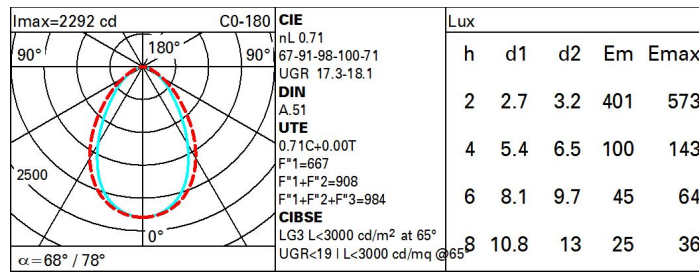 Imax=2292 cd C0-180
90° 180° 90°
2500
0°
α=68° / 78°
CIE
nL 0.71
67-91-98-100-71
UGR 17.3-18.1
DIN
A.51
UTE
0.71C+0.00T
F"1=667
F"1+F"2=908
F"1+F"2+F"3=984
CIBSE
LG3 L<3000 cd/m² at 65°
UGR<19 | L<3000 cd/mq @65°
Lux
h d1 d2 Em Emax
2 2.7 3.2 401 573
4 5.4 6.5 100 143
6 8.1 9.7 45 64
8 10.8 13 25 36